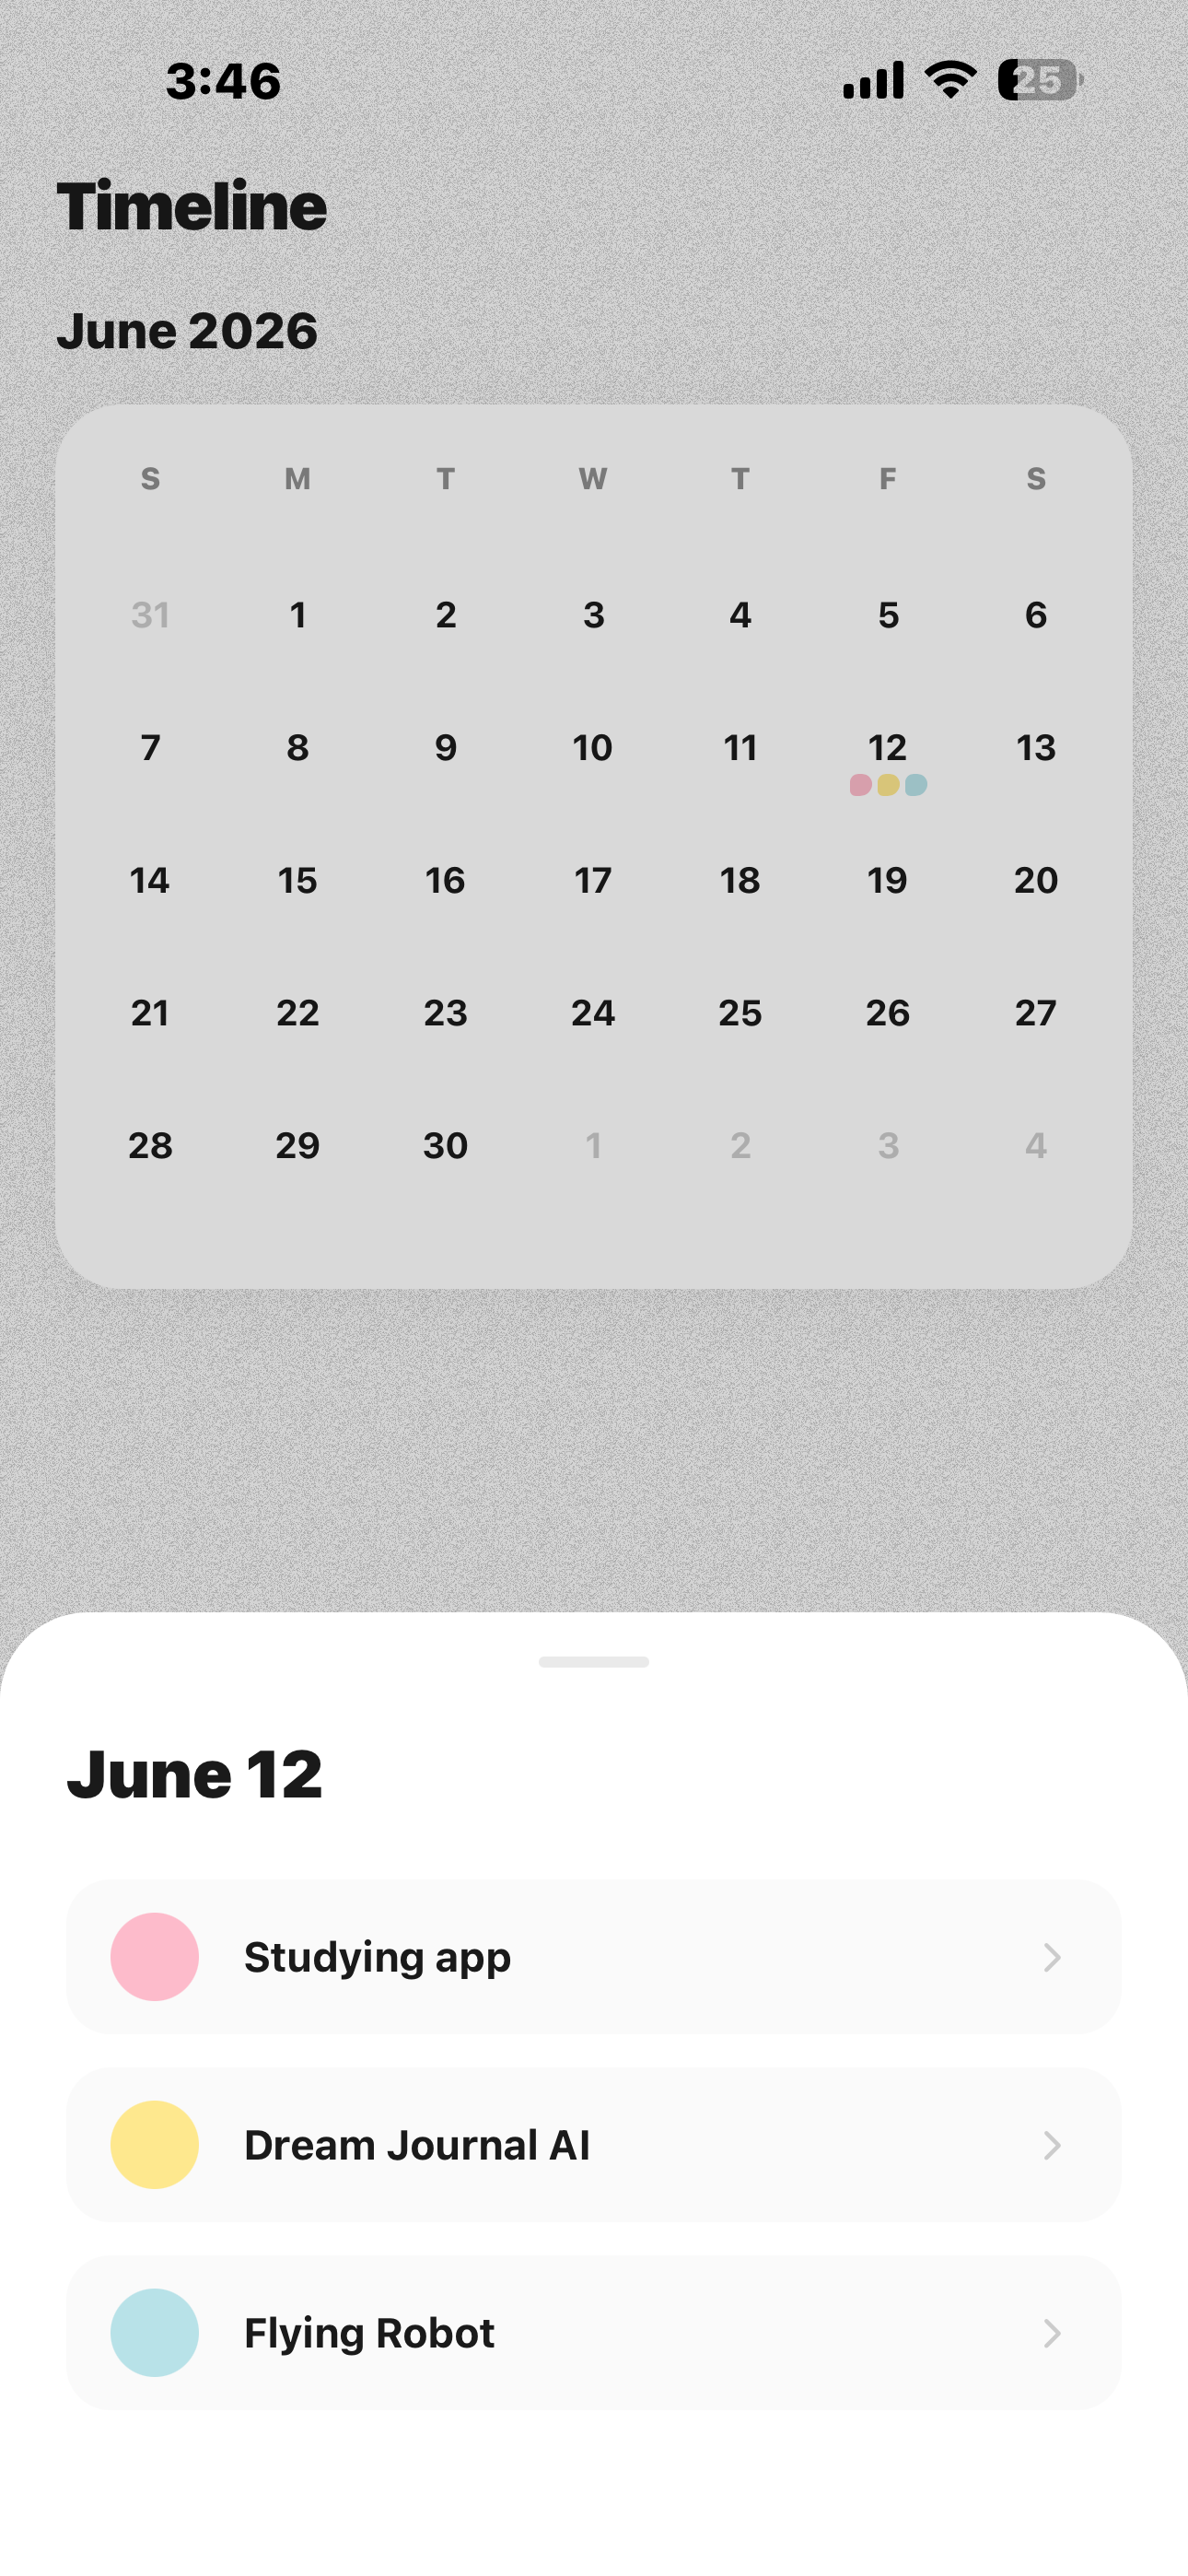 3:46
25
Timeline
June 2026
S M T W T F S
31 1 2 3 4 5 6
7 8 9 10 11 12 13
14 15 16 17 18 19 20
21 22 23 24 25 26 27
28 29 30 1 2 3 4
June 12
Studying app
Dream Journal AI
Flying Robot